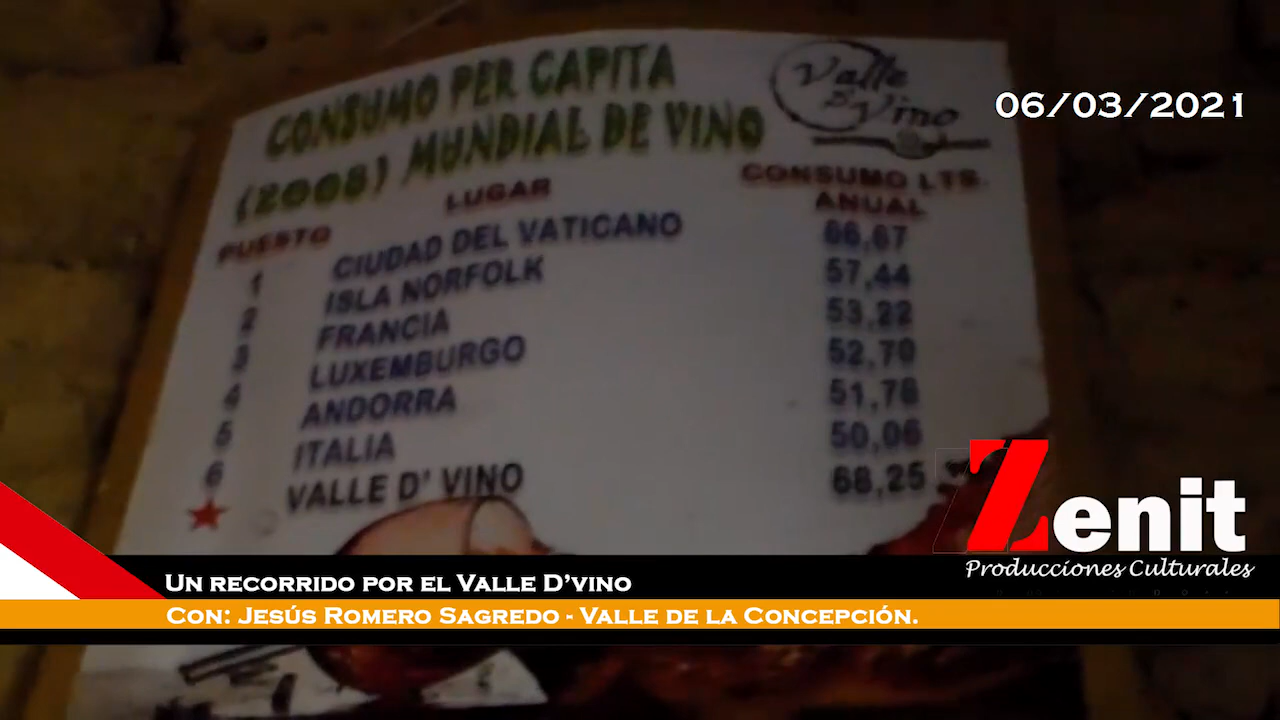 CONSUMO PER CAPITA
(2008) MUNDIAL DE VINO
Valle
D'Vino
06/03/2021
PUESTO LUGAR CONSUMO LTS. ANUAL
1 CIUDAD DEL VATICANO 66,67
2 ISLA NORFOLK 57,44
3 FRANCIA 53,22
4 LUXEMBURGO 52,70
5 ANDORRA 51,78
6 ITALIA 50,06
VALLE D' VINO 68,25
Zenit
Producciones Culturales
Un recorrido por el Valle D'vino
Con: Jesús Romero Sagredo - Valle de la Concepción.